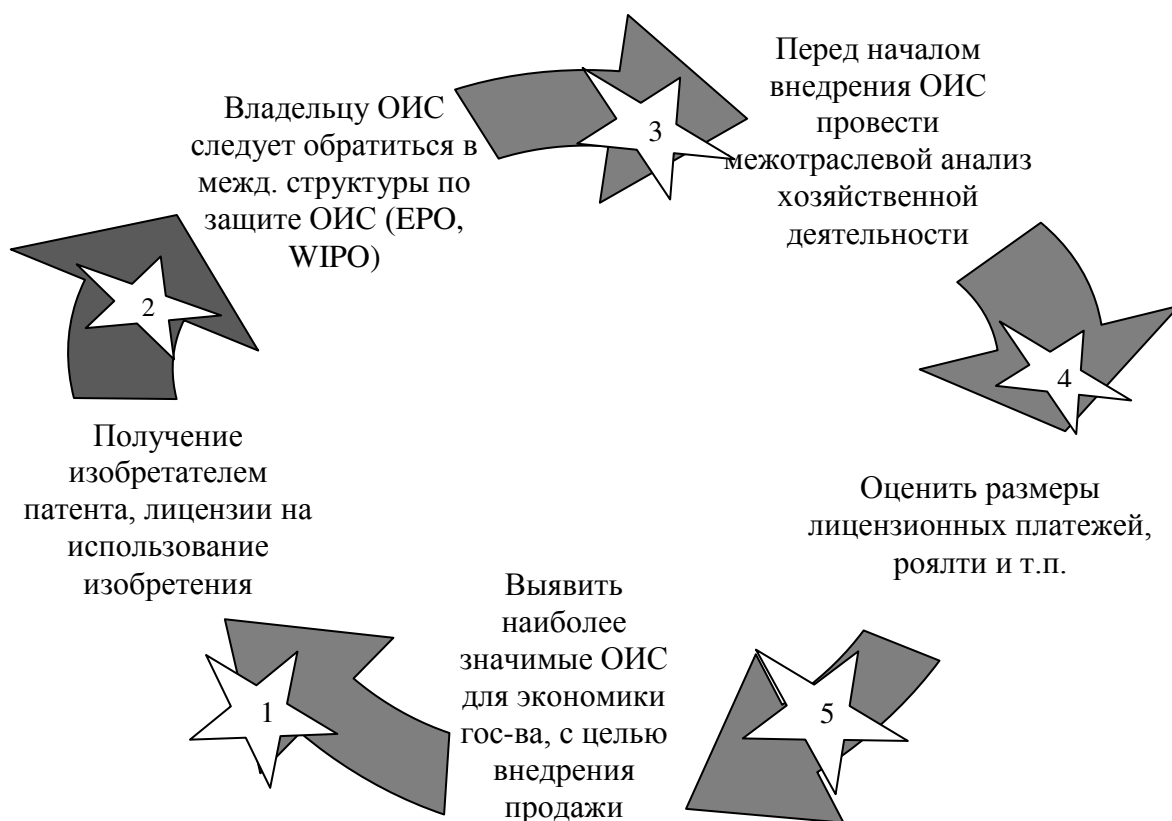 Выявить
наиболее
значимые ОИС
для экономики
гос-ва, с целью
внедрения
продажи
1
Получение
изобретателем
патента, лицензии на
использование
изобретения
2
Владельцу ОИС
следует обратиться в
межд. структуры по
защите ОИС (EPO,
WIPO)
3
Перед началом
внедрения ОИС
провести
межотраслевой анализ
хозяйственной
деятельности
4
Оценить размеры
лицензионных платежей,
роялти и т.п.
5